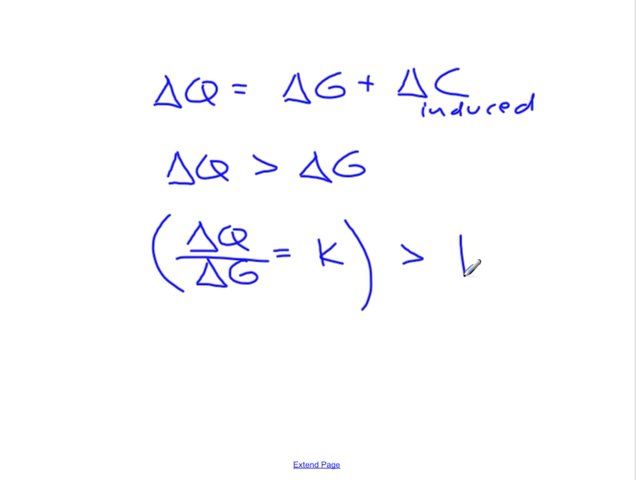 ΔQ = ΔG + ΔC induced
ΔQ > ΔG
(ΔQ/ΔG = K) > 1
Extend Page